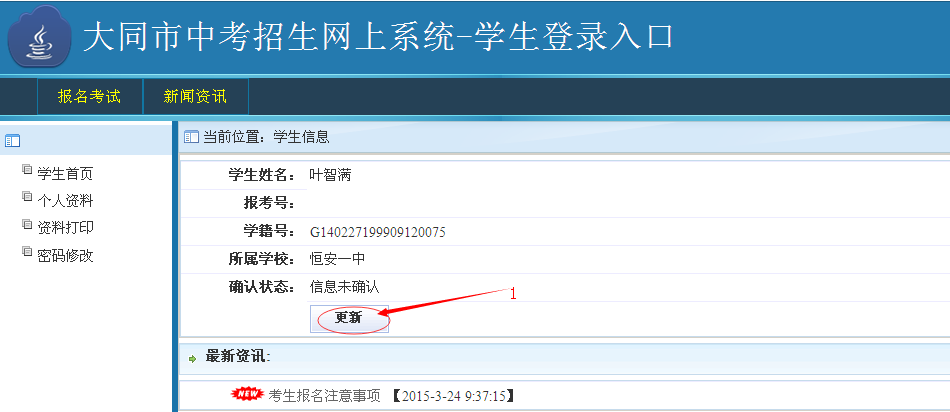 大同市中考招生网上系统-学生登录入口
报名考试 新闻资讯
当前位置：学生信息
学生首页
个人资料
资料打印
密码修改
学生姓名： 叶智满
报考号：
学籍号： G140227199909120075
所属学校： 恒安一中
确认状态： 信息未确认
更新 1
最新资讯:
NEW 考生报名注意事项 【2015-3-24 9:37:15】